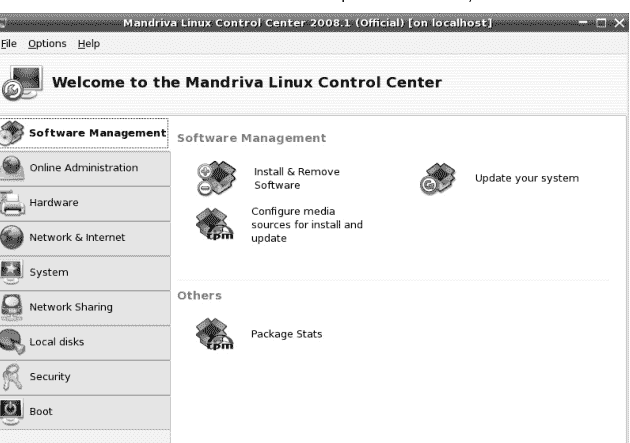 Mandriva Linux Control Center 2008.1 (Official) [on localhost]
File Options Help
Welcome to the Mandriva Linux Control Center
Software Management
Online Administration
Hardware
Network & Internet
System
Network Sharing
Local disks
Security
Boot
Software Management
Install & Remove
Software
Update your system
rpm
Configure media
sources for install and
update
Others
rpm
Package Stats